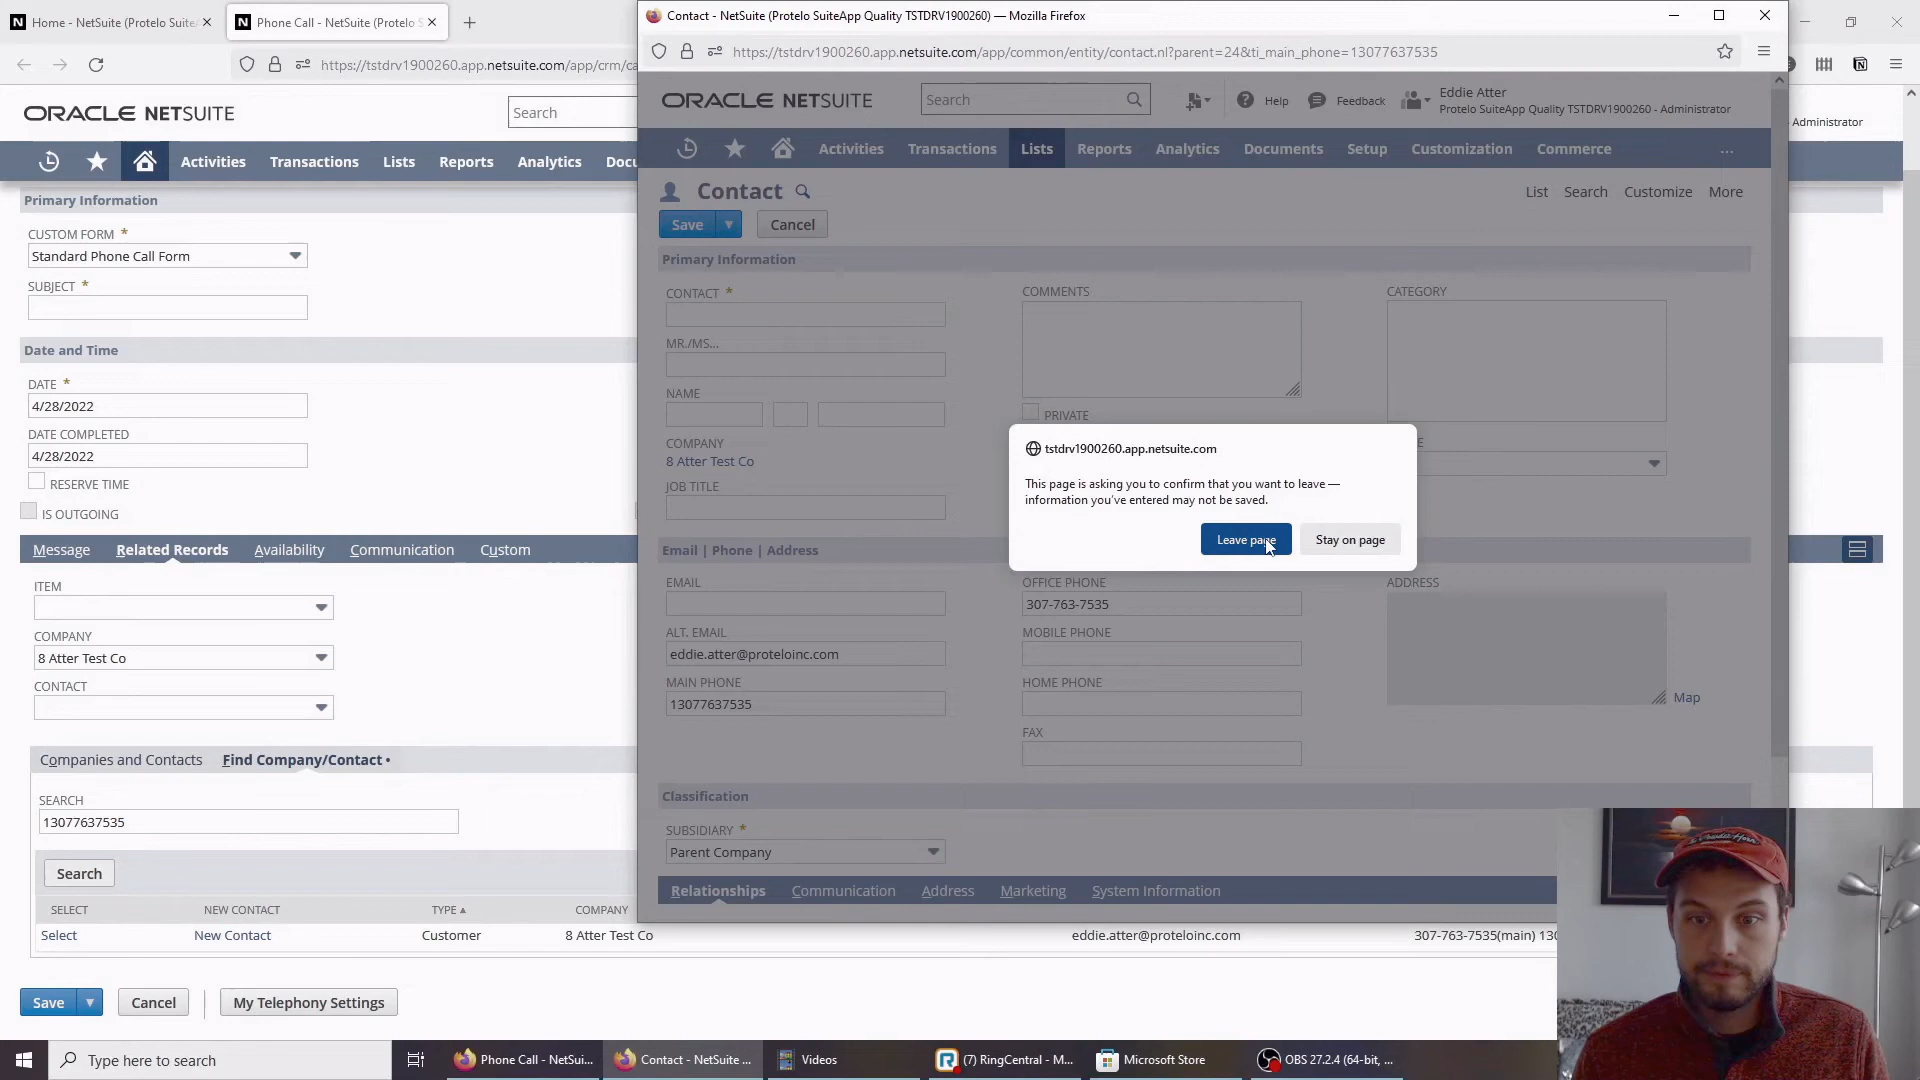 Home - NetSuite (Protelo SuiteA
Phone Call - NetSuite (Protelo S
https://tstdrv1900260.app.netsuite.com/app/crm/ca
ORACLE NETSUITE
Search
Administrator
Activities
Transactions
Lists
Reports
Analytics
Docu
Primary Information
CUSTOM FORM *
Standard Phone Call Form
SUBJECT *
Date and Time
DATE *
4/28/2022
DATE COMPLETED
4/28/2022
RESERVE TIME
IS OUTGOING
Message
Related Records
Availability
Communication
Custom
ITEM
COMPANY
8 Atter Test Co
CONTACT
Companies and Contacts
Find Company/Contact •
SEARCH
13077637535
Search
SELECT
NEW CONTACT
TYPE
COMPANY
Select
New Contact
Customer
8 Atter Test Co
eddie.atter@proteloinc.com
307-763-7535(main) 130
Save
Cancel
My Telephony Settings
Contact - NetSuite (Protelo SuiteApp Quality TSTDRV1900260) — Mozilla Firefox
https://tstdrv1900260.app.netsuite.com/app/common/entity/contact.nl?parent=24&ti_main_phone=13077637535
ORACLE NETSUITE
Search
Help
Feedback
Eddie Atter
Protelo SuiteApp Quality TSTDRV1900260 - Administrator
Activities
Transactions
Lists
Reports
Analytics
Documents
Setup
Customization
Commerce
...
Contact
List
Search
Customize
More
Save
Cancel
Primary Information
CONTACT *
MR./MS...
NAME
COMPANY
8 Atter Test Co
JOB TITLE
COMMENTS
PRIVATE
CATEGORY
tstdrv1900260.app.netsuite.com
This page is asking you to confirm that you want to leave —
information you've entered may not be saved.
Leave page
Stay on page
Email | Phone | Address
EMAIL
ALT. EMAIL
eddie.atter@proteloinc.com
MAIN PHONE
13077637535
OFFICE PHONE
307-763-7535
MOBILE PHONE
HOME PHONE
FAX
ADDRESS
Map
Classification
SUBSIDIARY *
Parent Company
Relationships
Communication
Address
Marketing
System Information
Type here to search
Phone Call - NetSui...
Contact - NetSuite ...
Videos
(7) RingCentral - M...
Microsoft Store
OBS 27.2.4 (64-bit, ...